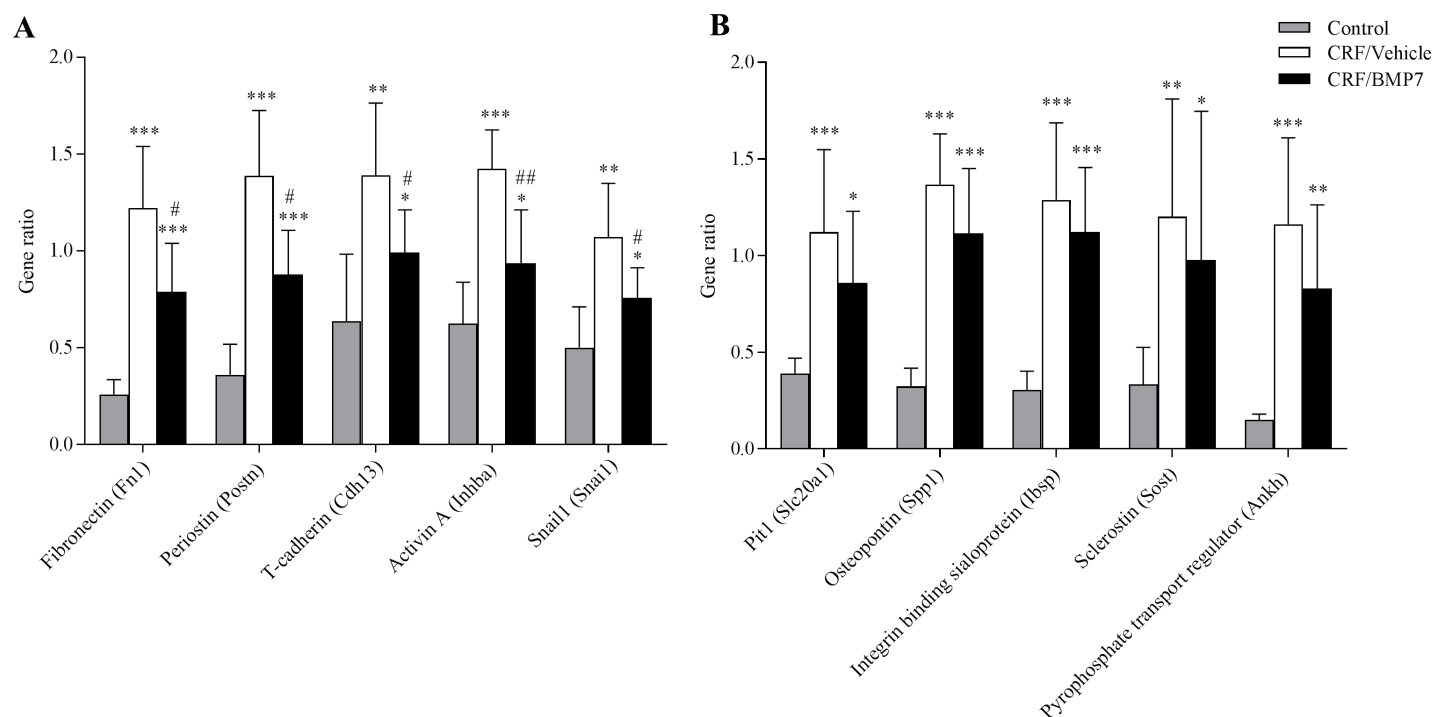 A
2.0
1.5
1.0
0.5
0.0
Gene ratio
***
#
***
***
#
***
**
#
*
***
##
*
**
#
*
Fibronectin (Fn1)
Periostin (Postn)
T-cadherin (Cdh13)
Activin A (Inhba)
Snail1 (Snai1)
B
Control
CRF/Vehicle
CRF/BMP7
2.0
1.5
1.0
0.5
0.0
Gene ratio
***
*
***
***
***
***
**
*
***
**
Pit1 (Slc20a1)
Osteopontin (Spp1)
Integrin binding sialoprotein (Ibsp)
Sclerostin (Sost)
Pyrophosphate transport regulator (Ankh)